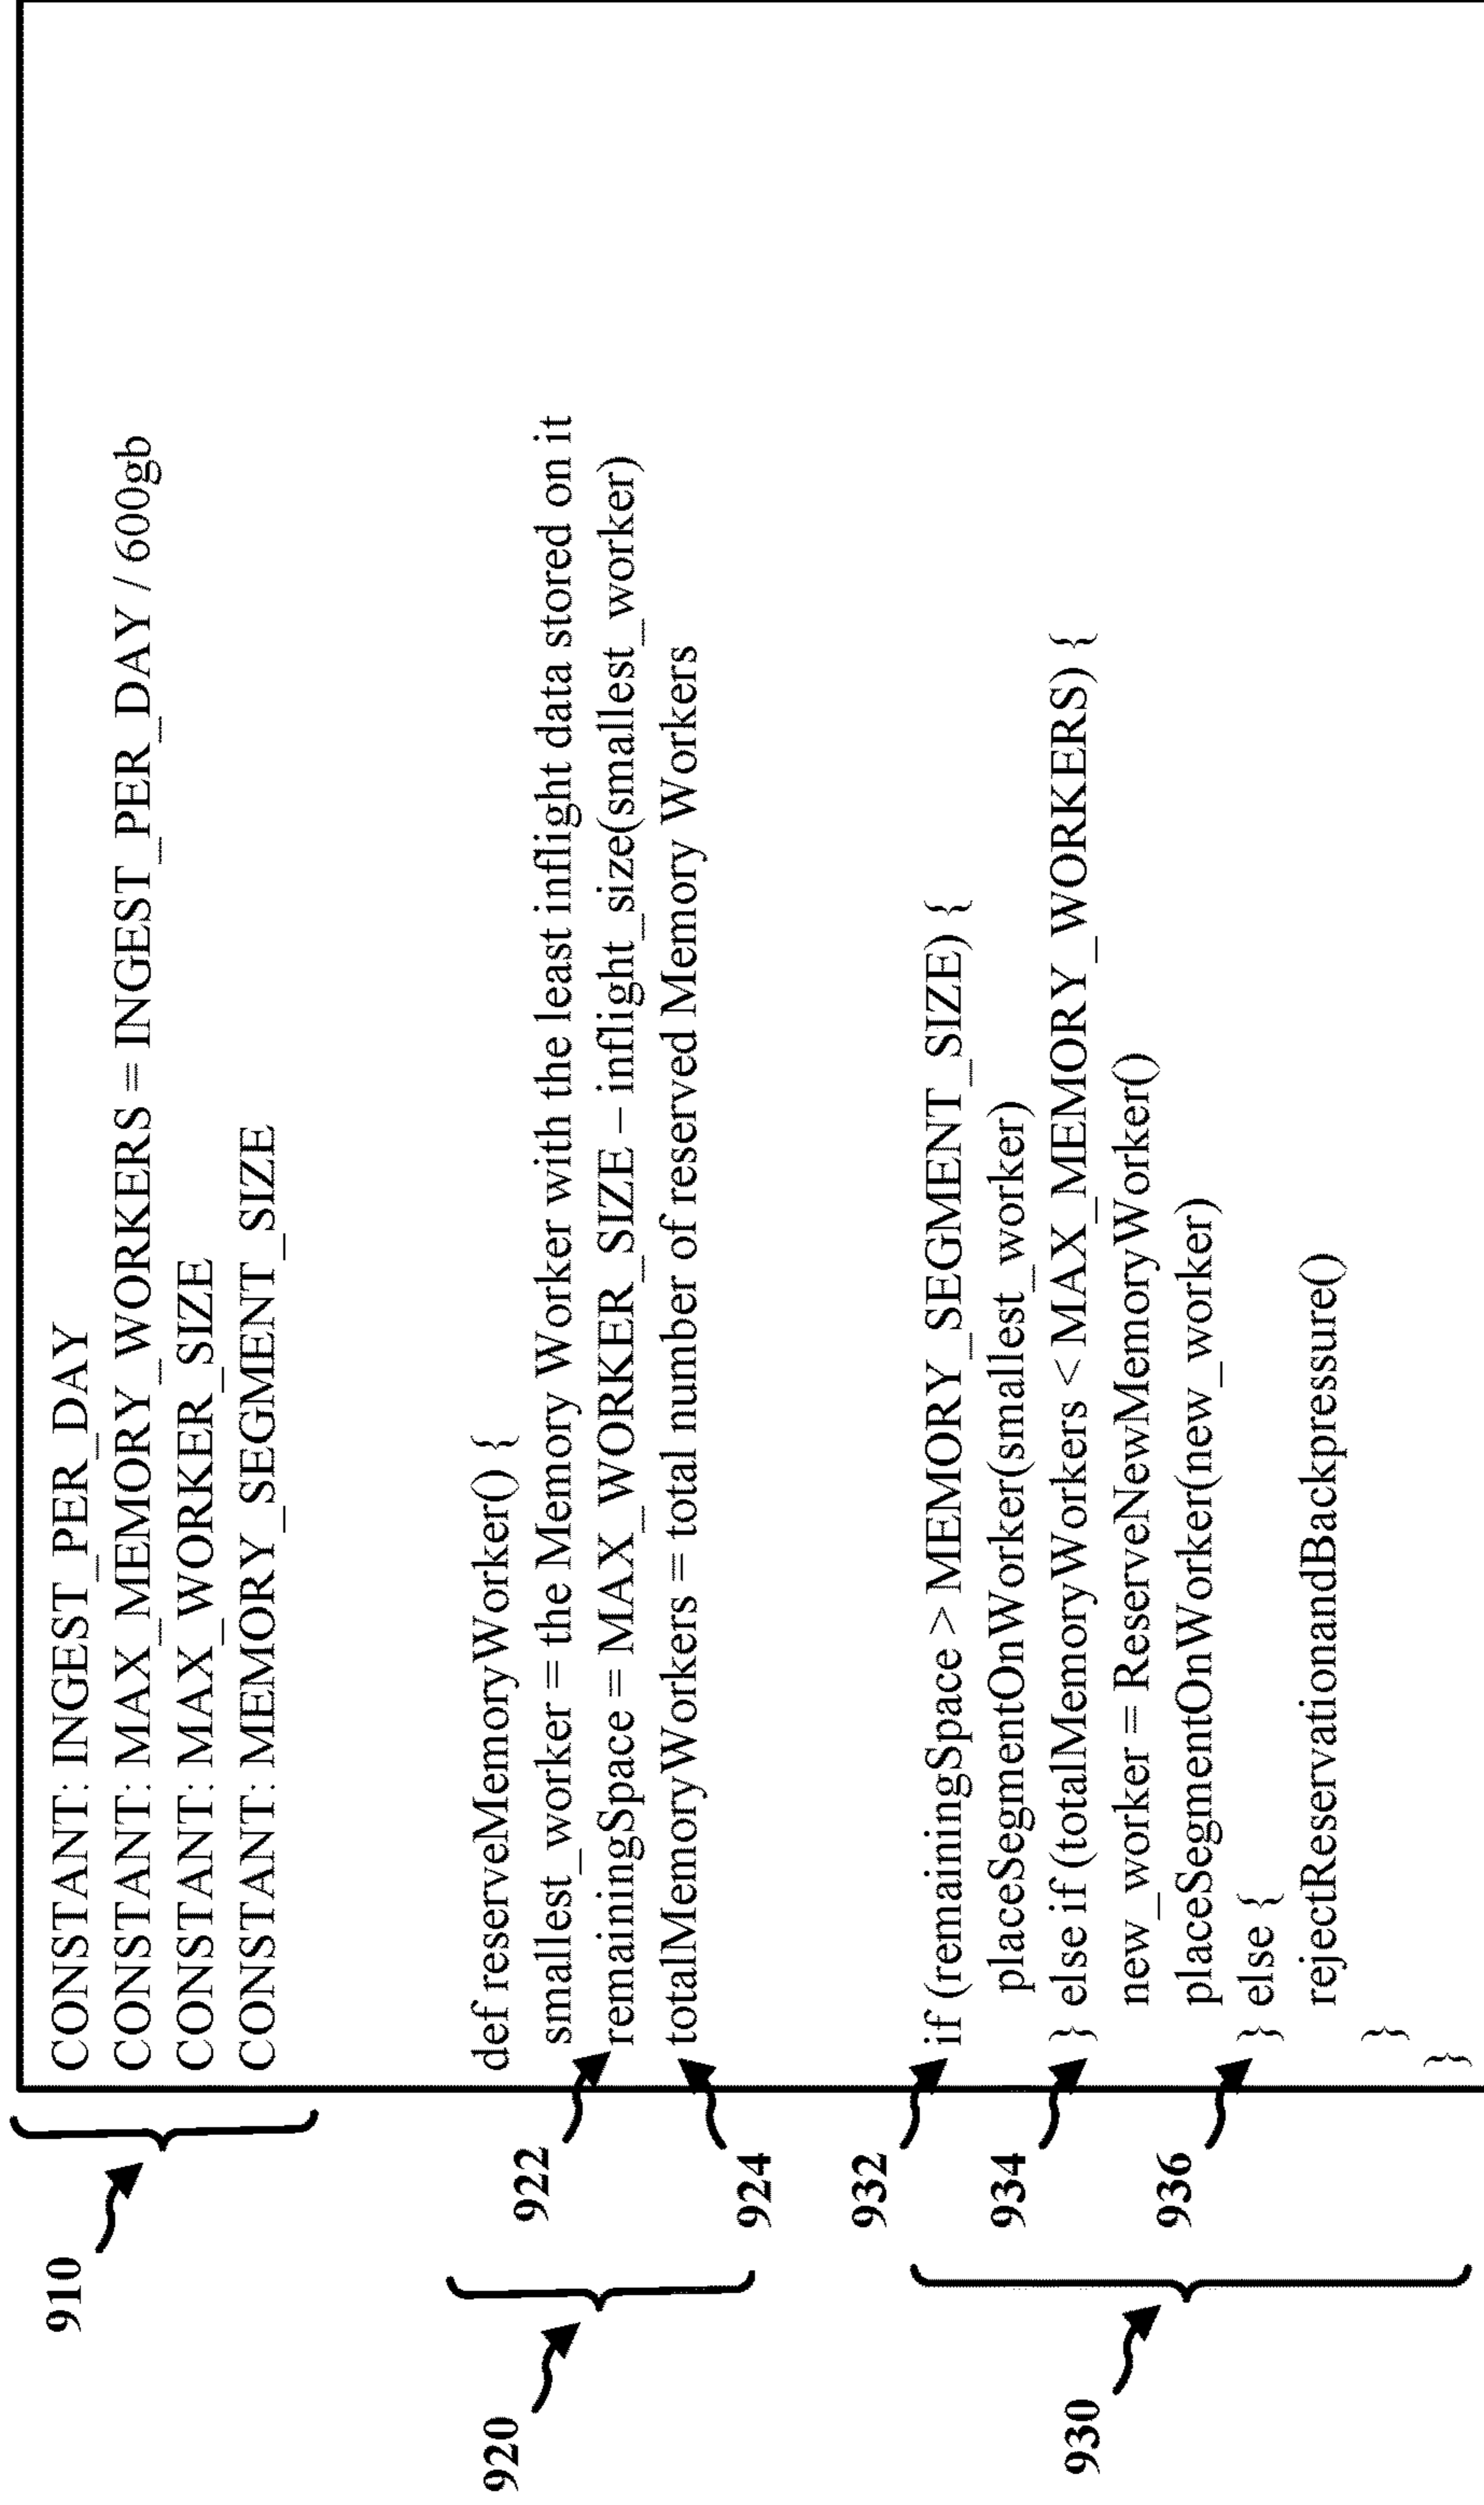 910
CONSTANT: INGEST_PER_DAY
CONSTANT: MAX_MEMORY_WORKERS = INGEST_PER_DAY / 600gb
CONSTANT: MAX_WORKER_SIZE
CONSTANT: MEMORY_SEGMENT_SIZE
920
def reserveMemoryWorker() {
922
smallest_worker = the Memory Worker with the least inflight data stored on it
remainingSpace = MAX_WORKER_SIZE – inflight_size(smallest_worker)
924
totalMemoryWorkers = total number of reserved Memory Workers
930
932
if (remainingSpace > MEMORY_SEGMENT_SIZE) {
placeSegmentOnWorker(smallest_worker)
934
} else if (totalMemoryWorkers < MAX_MEMORY_WORKERS) {
new_worker = ReserveNewMemoryWorker()
placeSegmentOnWorker(new_worker)
936
} else {
rejectReservationandBackpressure()
}
}